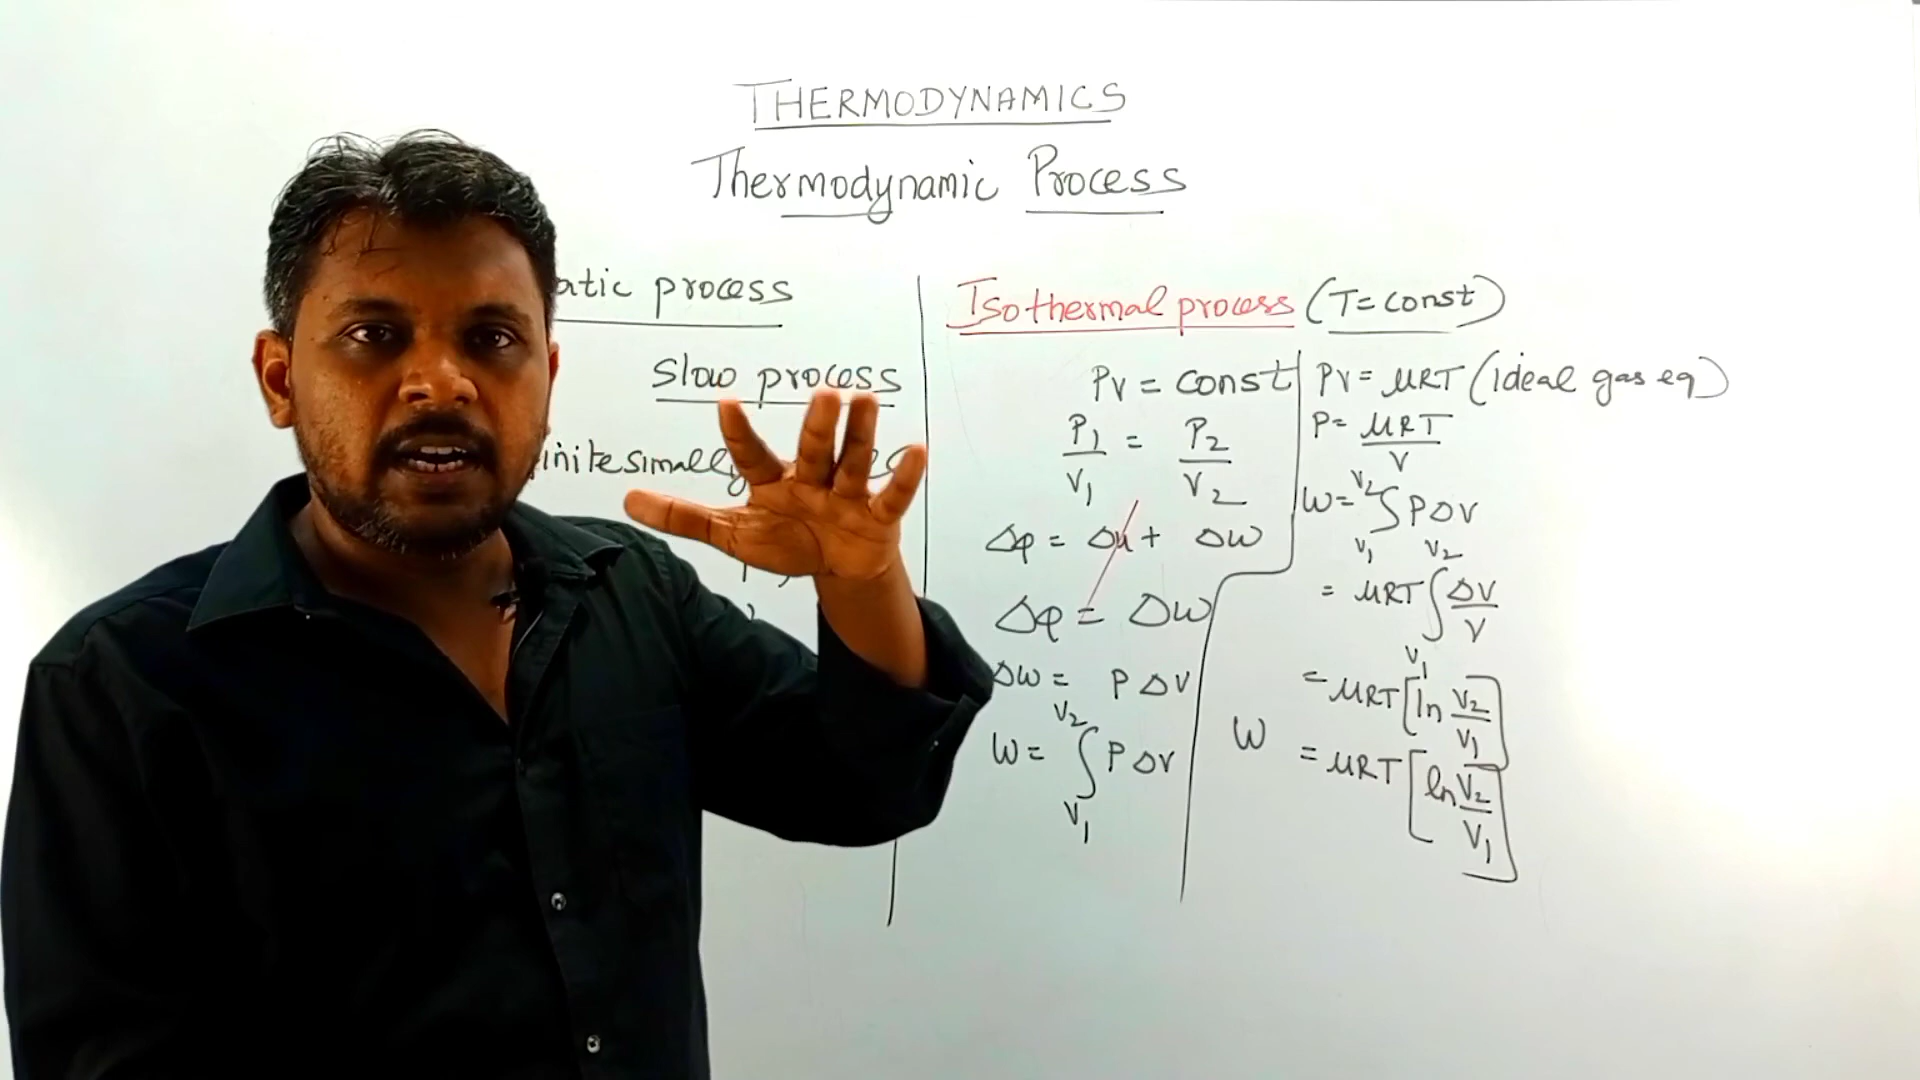 THERMODYNAMICS
Thermodynamic Process
atic process
Slow process
initesimally
Isothermal process (T = const)
PV = const
P1/V1 = P2/V2
ΔQ = Δu + ΔW
ΔQ = ΔW
ΔW = PΔV
W = ∫V1V2 PΔV
PV = μRT (ideal gas eq)
P = μRT/V
W = ∫V1V2 PΔV
= μRT ∫V1V2 ΔV/V
= μRT [ln V2/V1]
W = μRT [ln V2/V1]